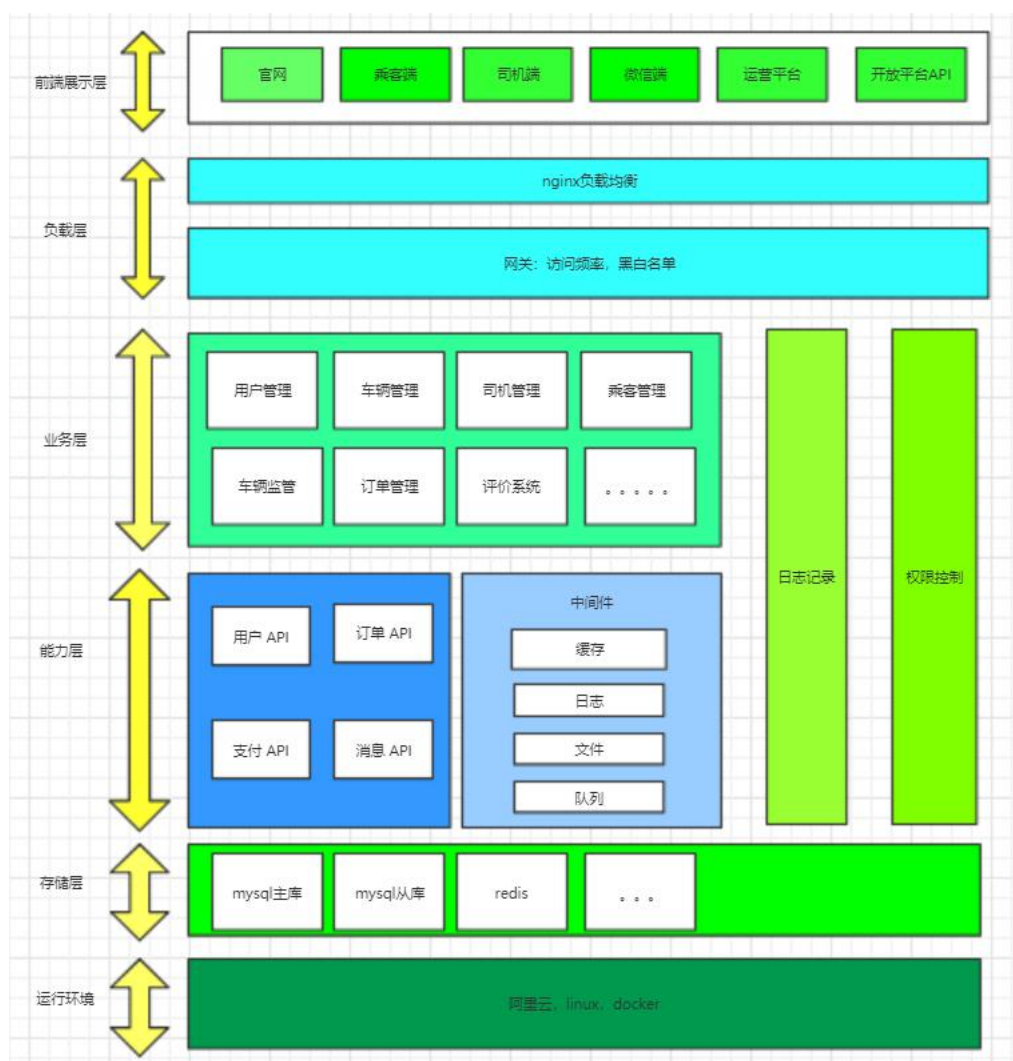 前端展示层
官网
乘客端
司机端
微信端
运营平台
开放平台API
负载层
nginx负载均衡
网关：访问频率，黑白名单
业务层
用户管理
车辆管理
司机管理
乘客管理
车辆监管
订单管理
评价系统
。。。。。
日志记录
权限控制
能力层
用户 API
订单 API
支付 API
消息 API
中间件
缓存
日志
文件
队列
存储层
mysql主库
mysql从库
redis
。。。
运行环境
阿里云，linux，docker